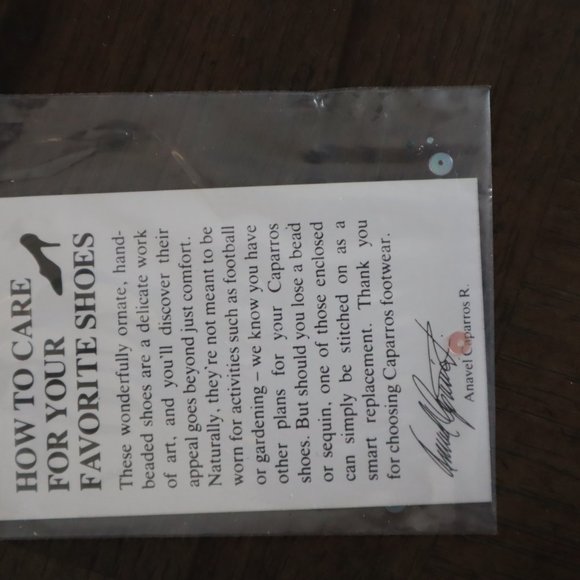 HOW TO CARE
FOR YOUR
FAVORITE SHOES
These wonderfully ornate, hand-
beaded shoes are a delicate work
of art, and you'll discover their
appeal goes beyond just comfort.
Naturally, they're not meant to be
worn for activities such as football
or gardening – we know you have
other plans for your Caparros
shoes. But should you lose a bead
or sequin, one of those enclosed
can simply be stitched on as a
smart replacement. Thank you
for choosing Caparros footwear.
Anavel Caparros R.